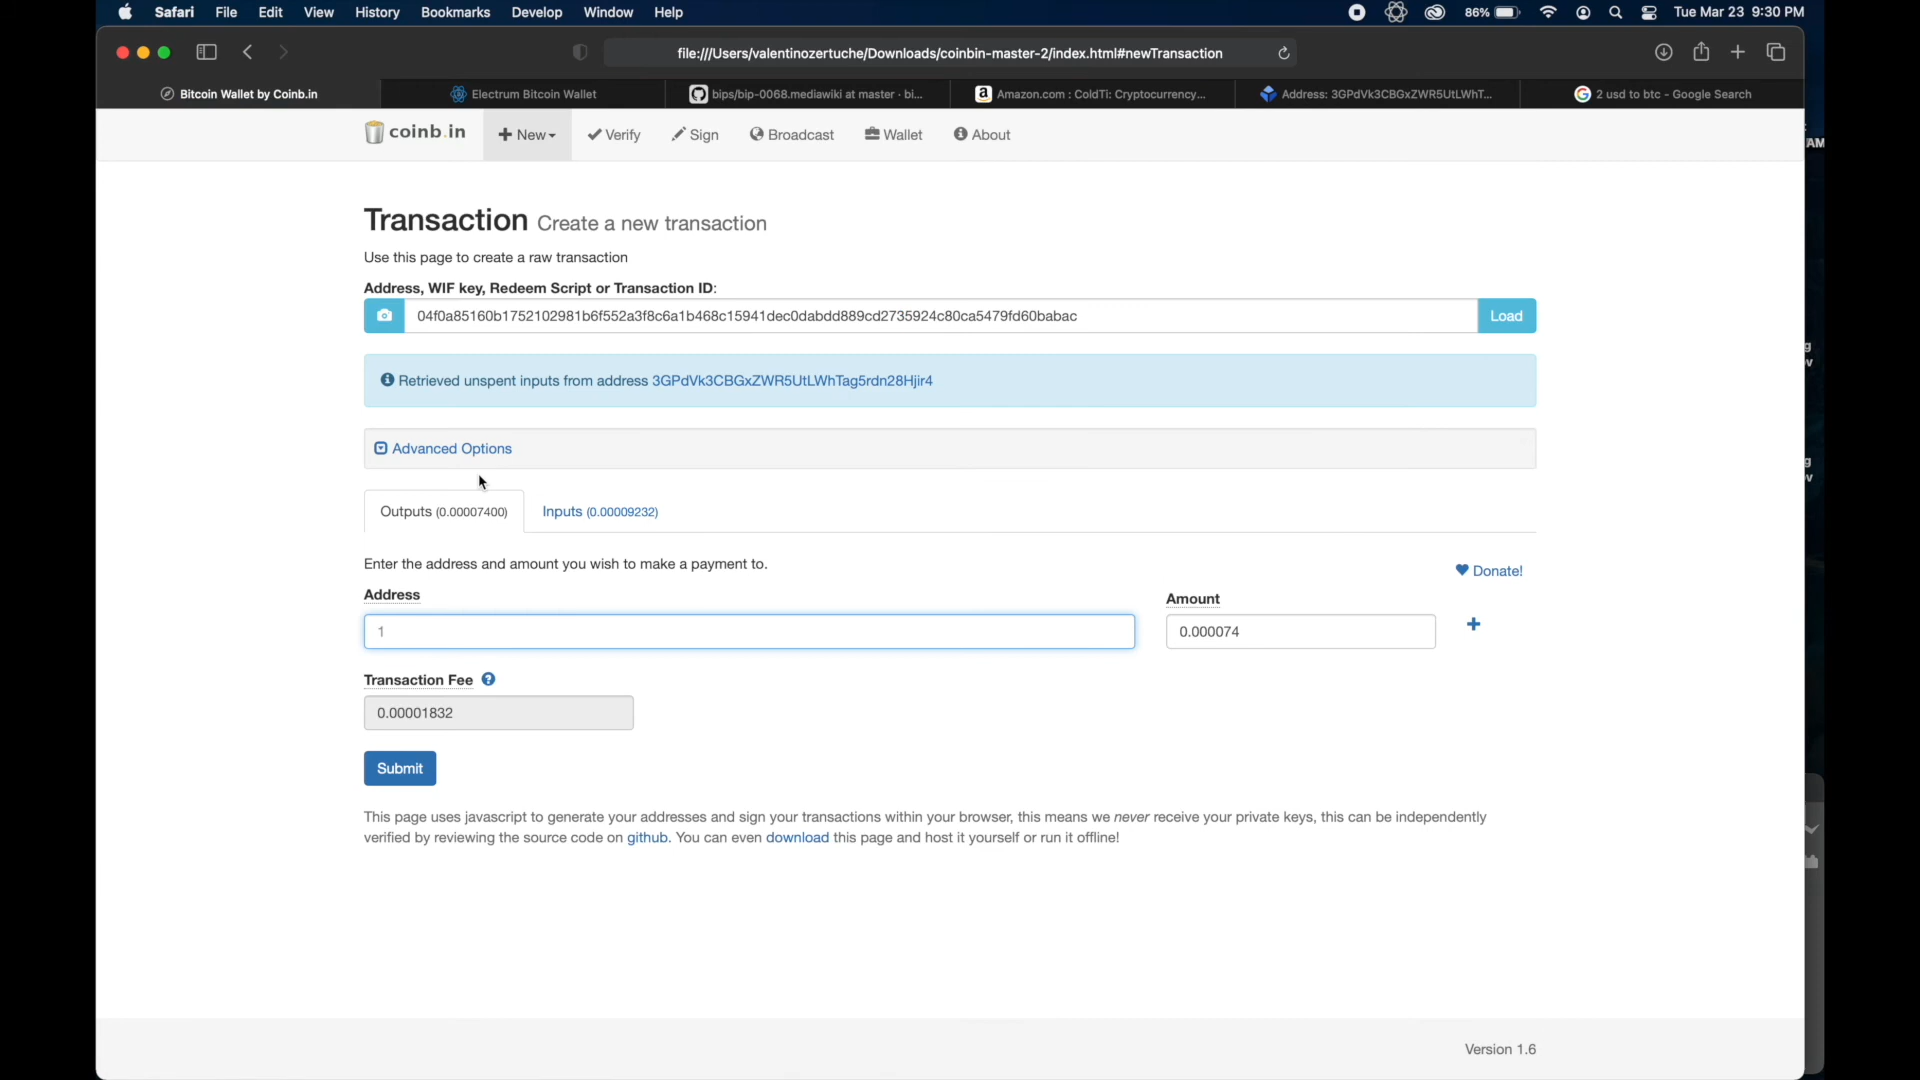 Safari File Edit View History Bookmarks Develop Window Help 86% Tue Mar 23 9:30 PM
file:///Users/valentinozertuche/Downloads/coinbin-master-2/index.html#newTransaction
Bitcoin Wallet by Coinb.in Electrum Bitcoin Wallet bips/bip-0068.mediawiki at master · bi... Amazon.com : ColdTi: Cryptocurrency... Address: 3GPdVk3CBGxZWR5UtLWhT... 2 usd to btc - Google Search
coinb.in New Verify Sign Broadcast Wallet About
AM
Transaction Create a new transaction
Use this page to create a raw transaction
Address, WIF key, Redeem Script or Transaction ID:
04f0a85160b1752102981b6f552a3f8c6a1b468c15941dec0dabdd889cd2735924c80ca5479fd60babac Load
Retrieved unspent inputs from address 3GPdVk3CBGxZWR5UtLWhTag5rdn28Hjir4
Advanced Options
Outputs (0.00007400) Inputs (0.00009232)
Enter the address and amount you wish to make a payment to.
Donate!
Address Amount
1 0.000074
Transaction Fee
0.00001832
Submit
This page uses javascript to generate your addresses and sign your transactions within your browser, this means we never receive your private keys, this can be independently
verified by reviewing the source code on github. You can even download this page and host it yourself or run it offline!
Version 1.6